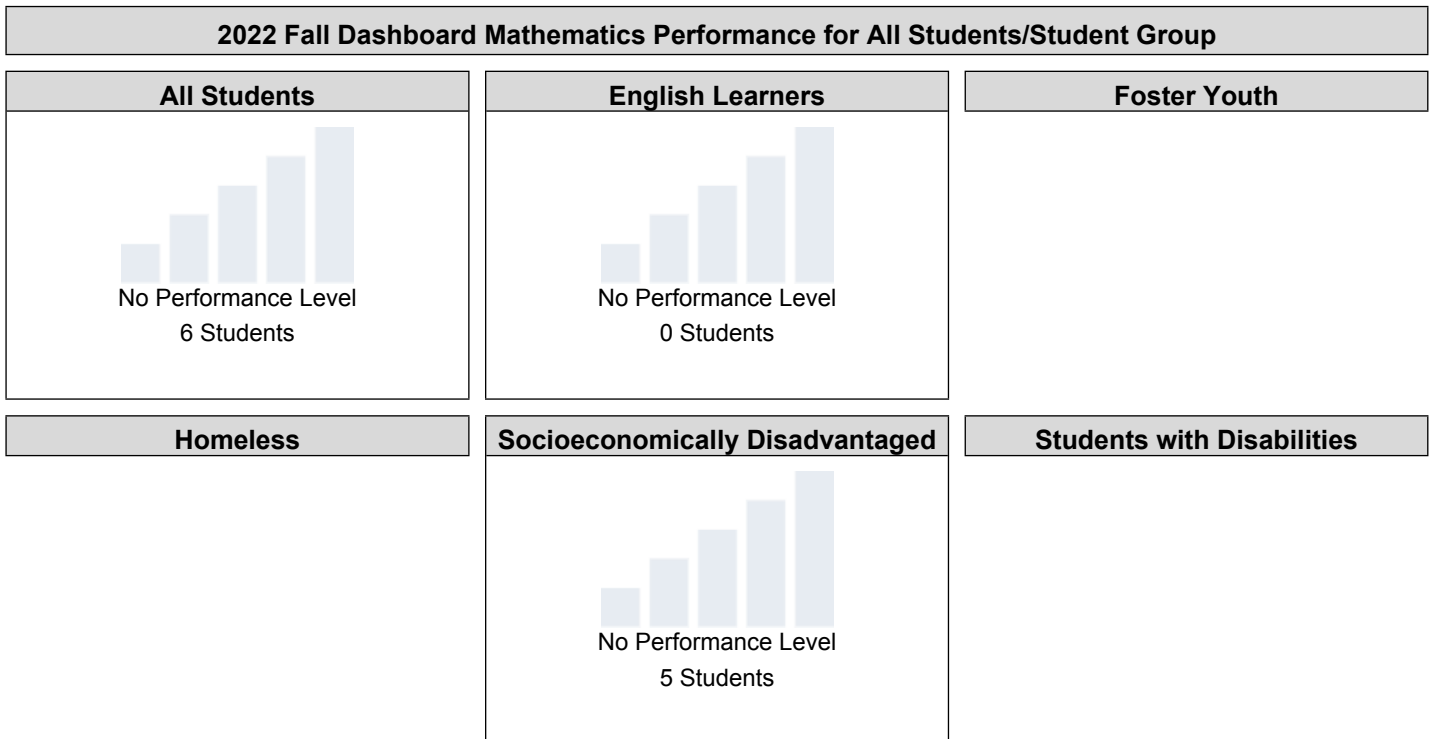 2022 Fall Dashboard Mathematics Performance for All Students/Student Group
All Students
No Performance Level
6 Students
English Learners
No Performance Level
0 Students
Foster Youth
Homeless
Socioeconomically Disadvantaged
No Performance Level
5 Students
Students with Disabilities